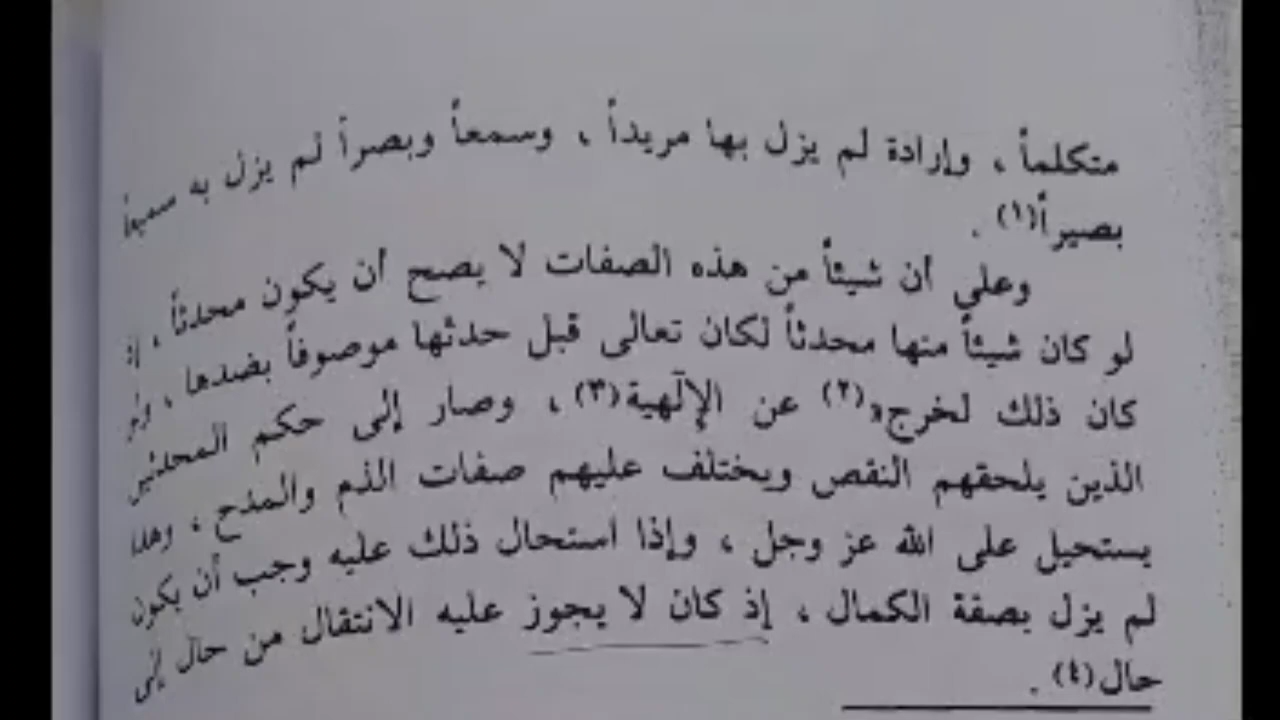 متكلماً ، وإرادة لم يزل بها مريداً ، وسمعاً وبصراً لم يزل به سميعاً
بصيراً(١) .
وعلى أن شيئاً من هذه الصفات لا يصح أن يكون محدثاً ، إذ
لو كان شيئاً منها محدثاً لكان تعالى قبل حدثها موصوفاً بضدها ، ولو
كان ذلك لخرج»(٢) عن الإلٓهية(٣) ، وصار إلى حكم المحدثين
الذين يلحقهم النقص ويختلف عليهم صفات الذم والمدح ، وهذا
يستحيل على الله عز وجل ، وإذا استحال ذلك عليه وجب أن يكون
لم يزل بصفة الكمال ، إذ كان لا يجوز عليه الانتقال من حال إلى
حال(٤) .